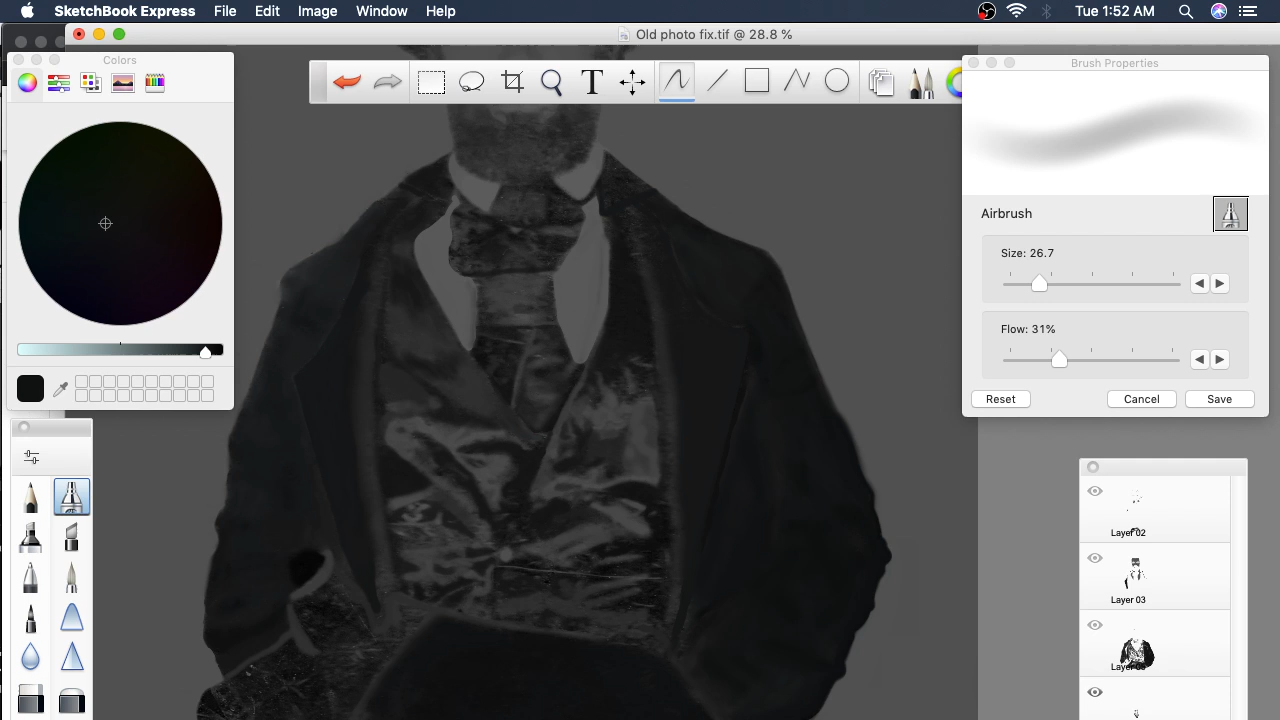 SketchBook Express File Edit Image Window Help Tue 1:52 AM
Old photo fix.tif @ 28.8 %
Colors
T
Brush Properties
Airbrush
Size: 26.7
Flow: 31%
Reset Cancel Save
Layer 02
Layer 03